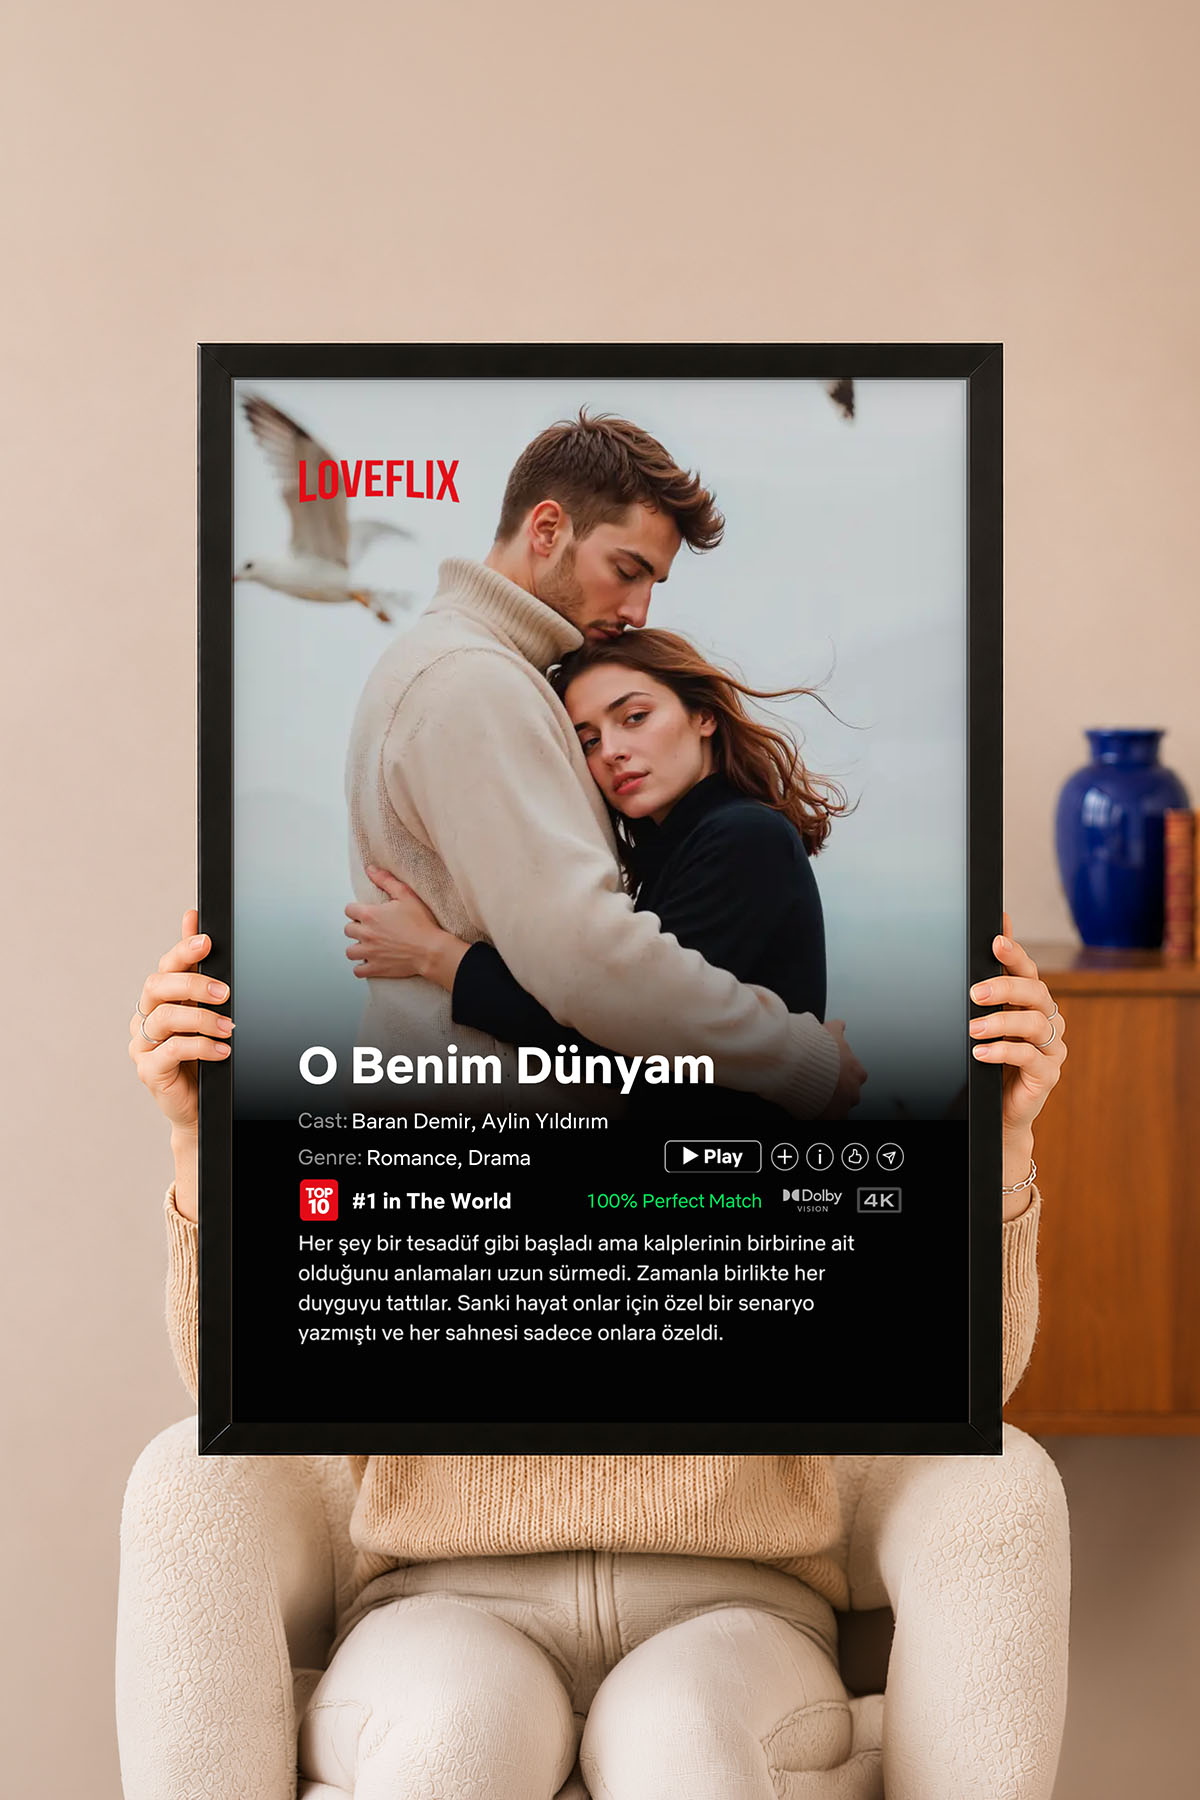 LOVEFLIX
O Benim Dünyam
Cast: Baran Demir, Aylin Yıldırım
Genre: Romance, Drama
Play
TOP 10 #1 in The World
100% Perfect Match
Dolby VISION
4K
Her şey bir tesadüf gibi başladı ama kalplerinin birbirine ait
olduğunu anlamaları uzun sürmedi. Zamanla birlikte her
duyguyu tattılar. Sanki hayat onlar için özel bir senaryo
yazmıştı ve her sahnesi sadece onlara özeldi.